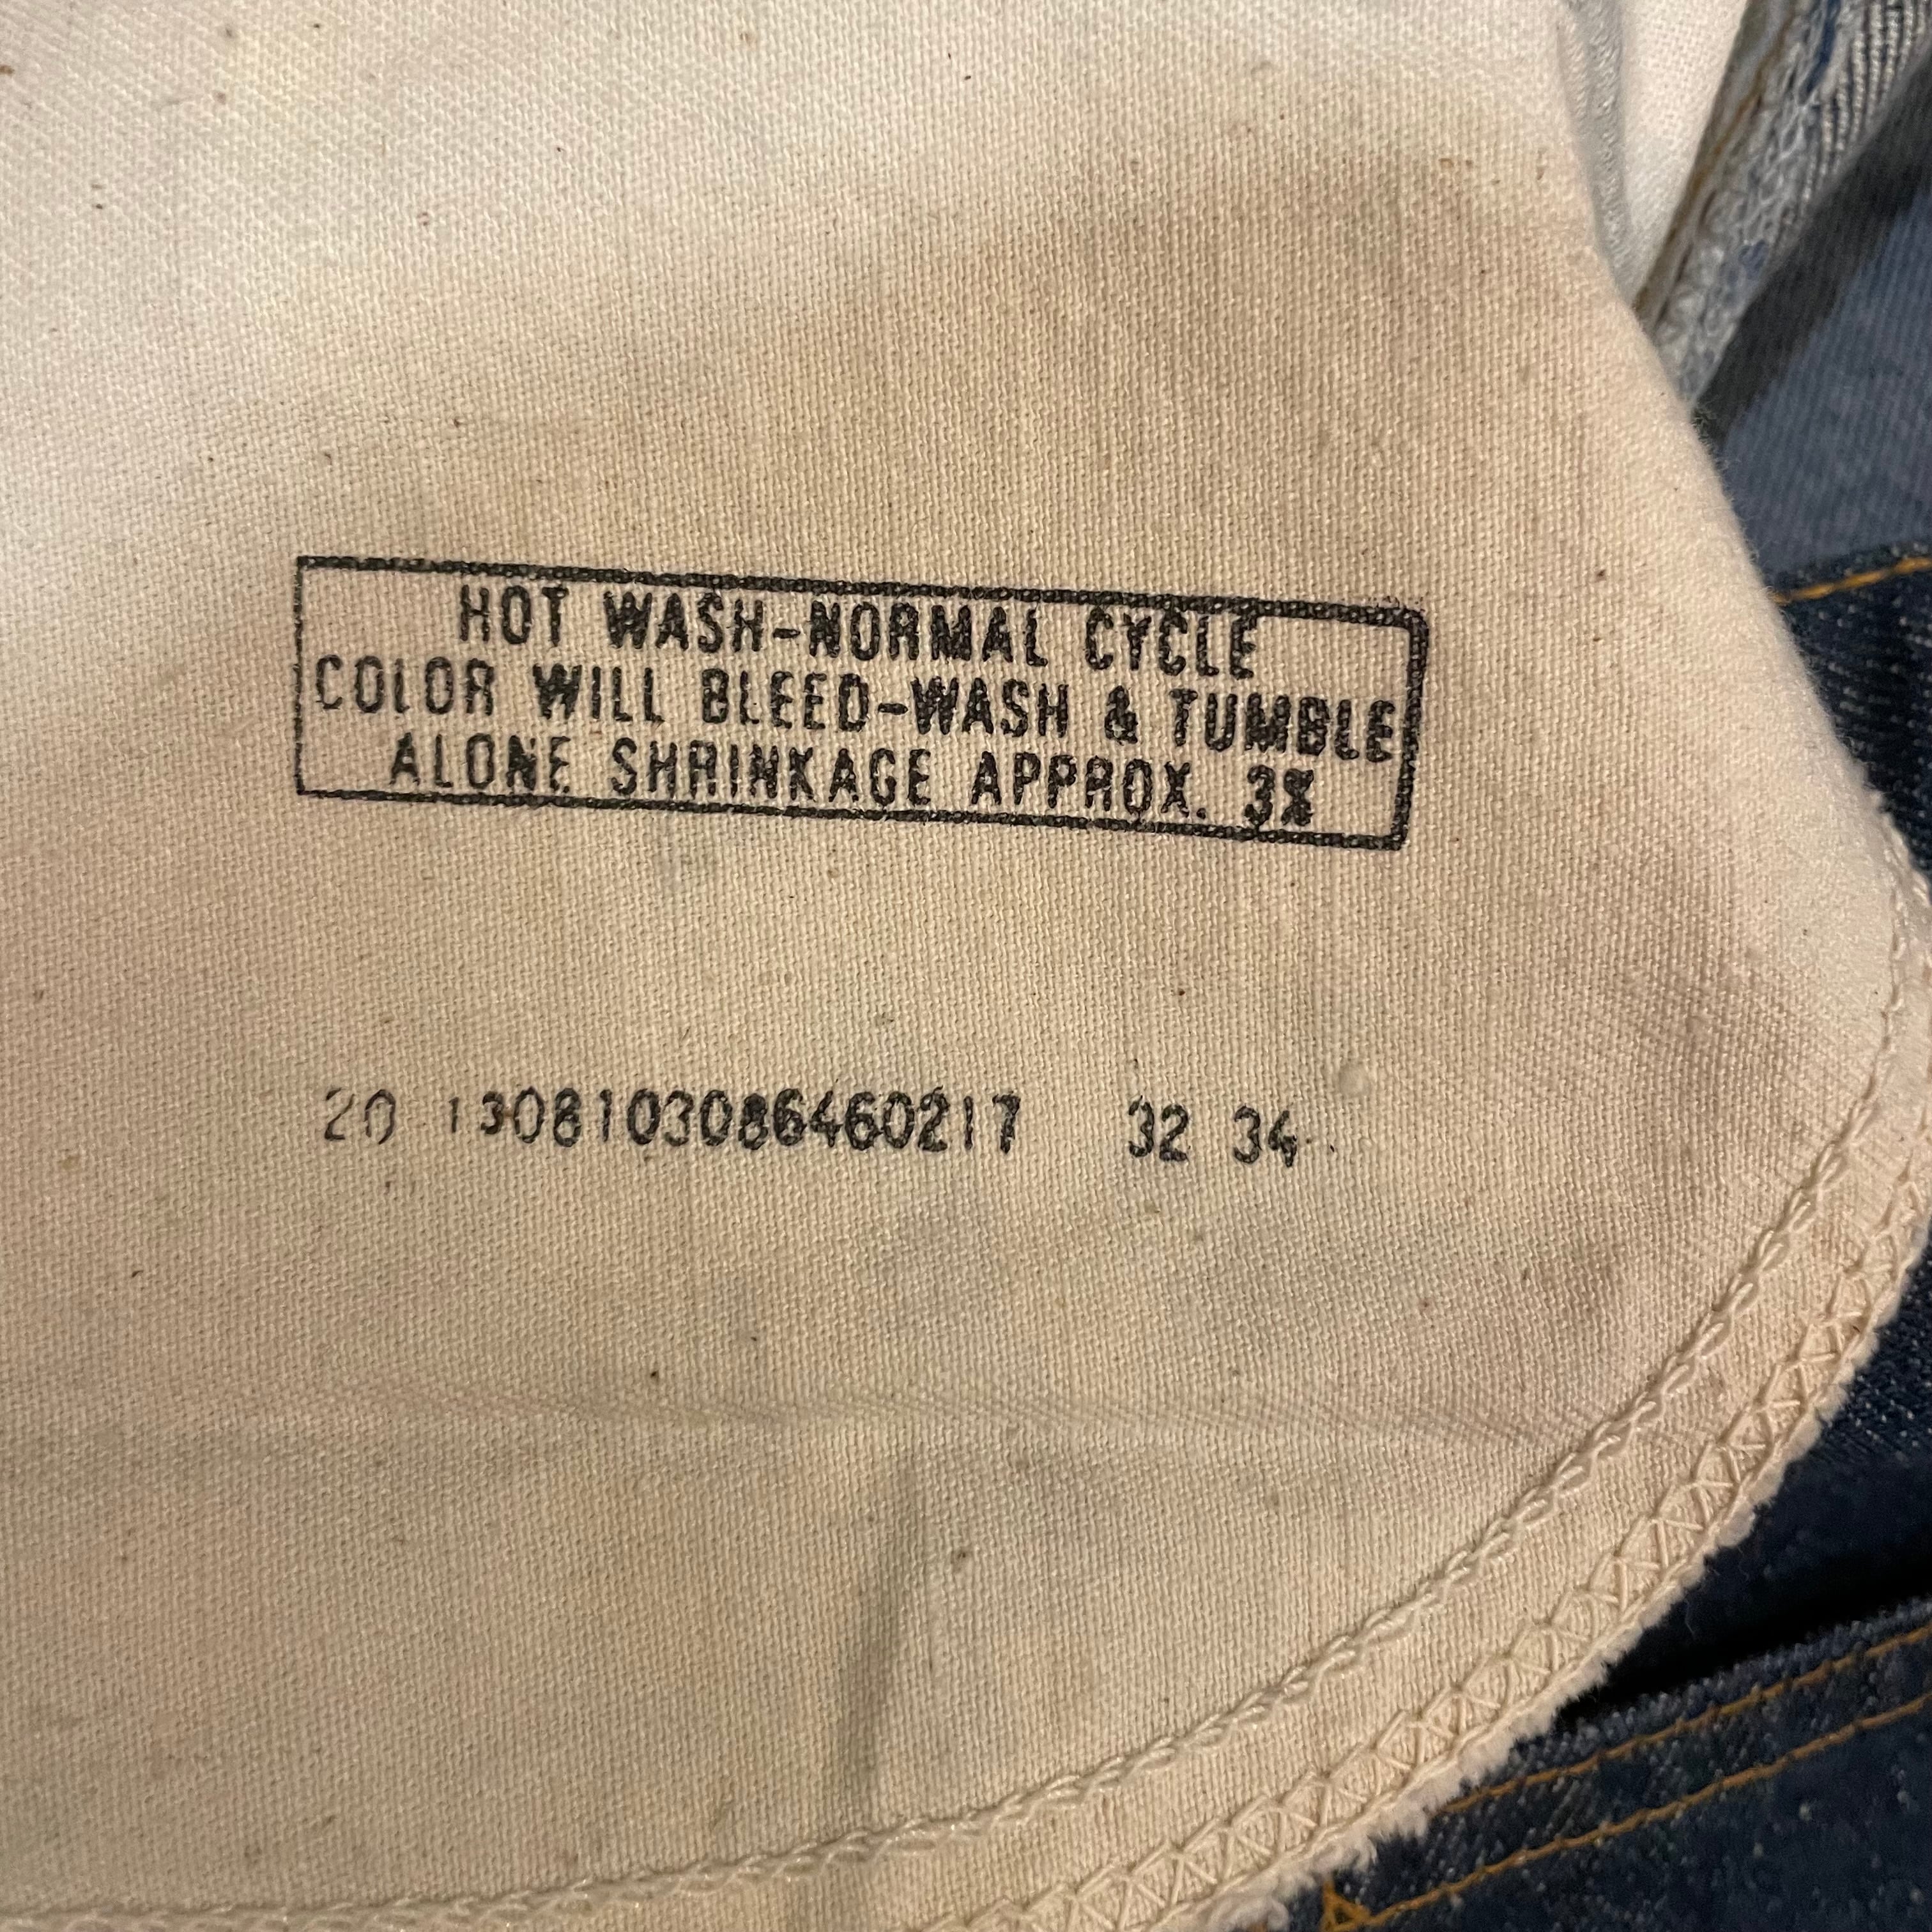 HOT WASH-NORMAL CYCLE
COLOR WILL BLEED-WASH & TUMBLE
ALONE SHRINKAGE APPROX. 3%
20 1308103086460217 32 34